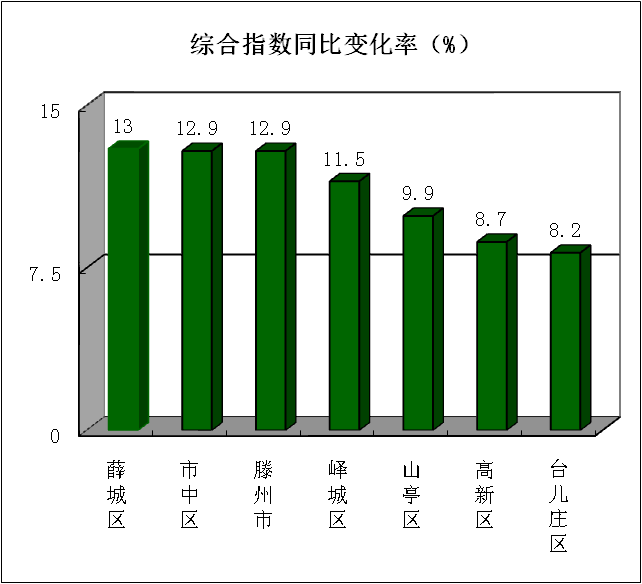 综合指数同比变化率（%）
15
13
12.9
12.9
11.5
9.9
8.7
8.2
7.5
0
薛城区
市中区
滕州市
峄城区
山亭区
高新区
台儿庄区